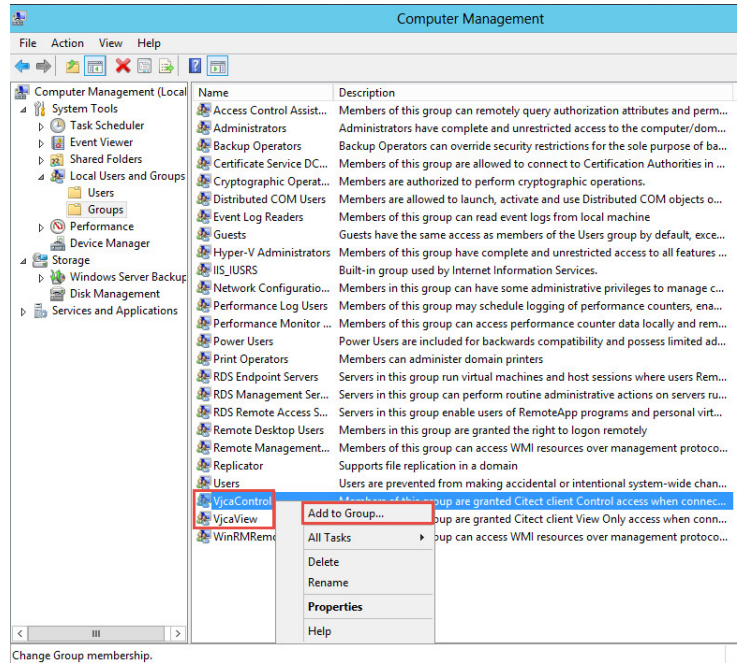 Computer Management
File Action View Help
Computer Management (Local
System Tools
Task Scheduler
Event Viewer
Shared Folders
Local Users and Groups
Users
Groups
Performance
Device Manager
Storage
Windows Server Backup
Disk Management
Services and Applications
Name Description
Access Control Assist... Members of this group can remotely query authorization attributes and perm...
Administrators Administrators have complete and unrestricted access to the computer/dom...
Backup Operators Backup Operators can override security restrictions for the sole purpose of ba...
Certificate Service DC... Members of this group are allowed to connect to Certification Authorities in ...
Cryptographic Operat... Members are authorized to perform cryptographic operations.
Distributed COM Users Members are allowed to launch, activate and use Distributed COM objects o...
Event Log Readers Members of this group can read event logs from local machine
Guests Guests have the same access as members of the Users group by default, exce...
Hyper-V Administrators Members of this group have complete and unrestricted access to all features ...
IIS_IUSRS Built-in group used by Internet Information Services.
Network Configuratio... Members in this group can have some administrative privileges to manage c...
Performance Log Users Members of this group may schedule logging of performance counters, ena...
Performance Monitor ... Members of this group can access performance counter data locally and rem...
Power Users Power Users are included for backwards compatibility and possess limited ad...
Print Operators Members can administer domain printers
RDS Endpoint Servers Servers in this group run virtual machines and host sessions where users Rem...
RDS Management Ser... Servers in this group can perform routine administrative actions on servers ru...
RDS Remote Access S... Servers in this group enable users of RemoteApp programs and personal virt...
Remote Desktop Users Members in this group are granted the right to logon remotely
Remote Management... Members of this group can access WMI resources over management protoco...
Replicator Supports file replication in a domain
Users Users are prevented from making accidental or intentional system-wide chan...
VjcaControl Members of this group are granted Citect client Control access when connec...
VjcaView up are granted Citect client View Only access when conn...
WinRMRemo up can access WMI resources over management protoco...
Add to Group...
All Tasks
Delete
Rename
Properties
Help
Change Group membership.